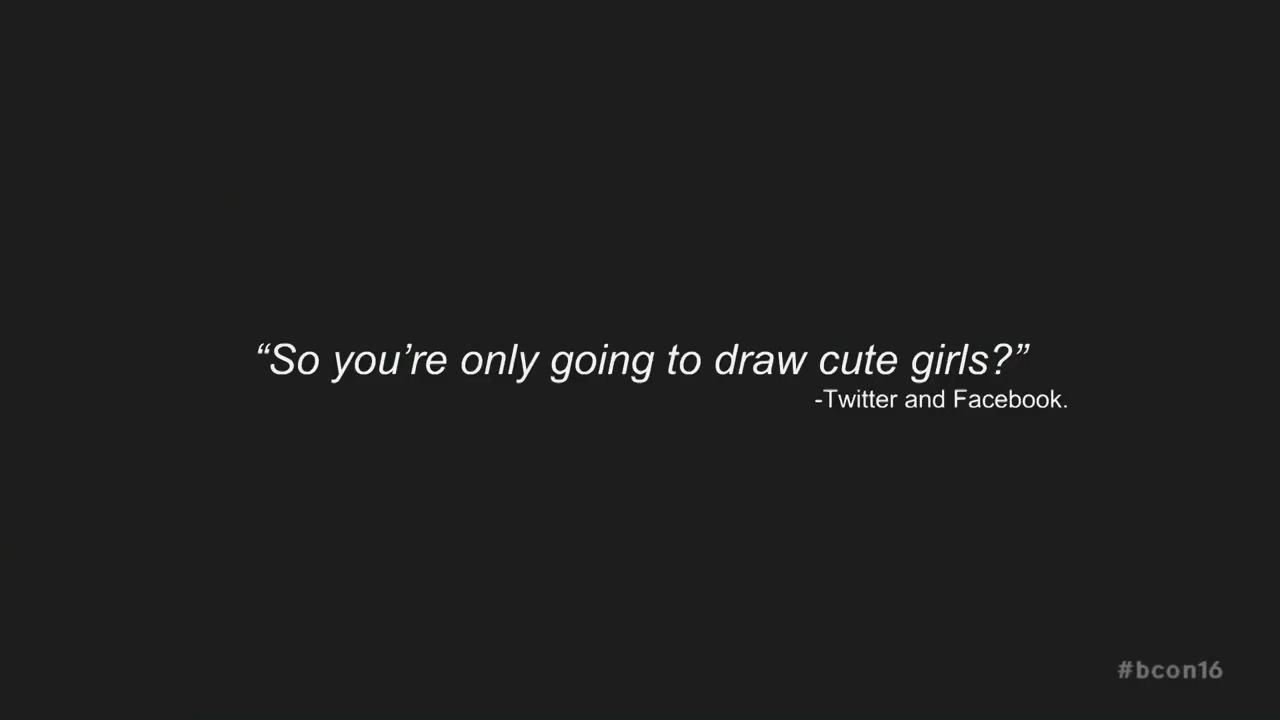 “So you’re only going to draw cute girls?”
-Twitter and Facebook.
#bcon16